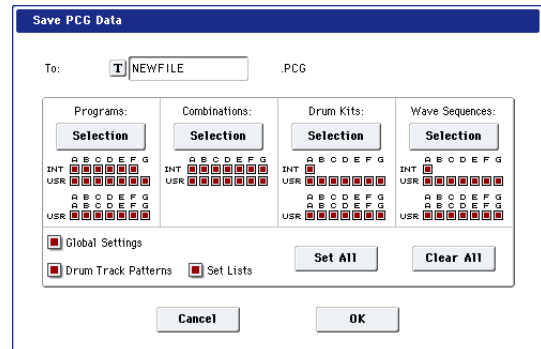 Save PCG Data
To: T NEWFILE .PCG
Programs: Combinations: Drum Kits: Wave Sequences:
Selection Selection Selection Selection
A B C D E F G A B C D E F G A B C D E F G A B C D E F G
INT INT INT INT
USR USR USR USR
A B C D E F G A B C D E F G A B C D E F G
A B C D E F G A B C D E F G A B C D E F G
USR USR USR
Global Settings
Set All Clear All
Drum Track Patterns Set Lists
Cancel OK